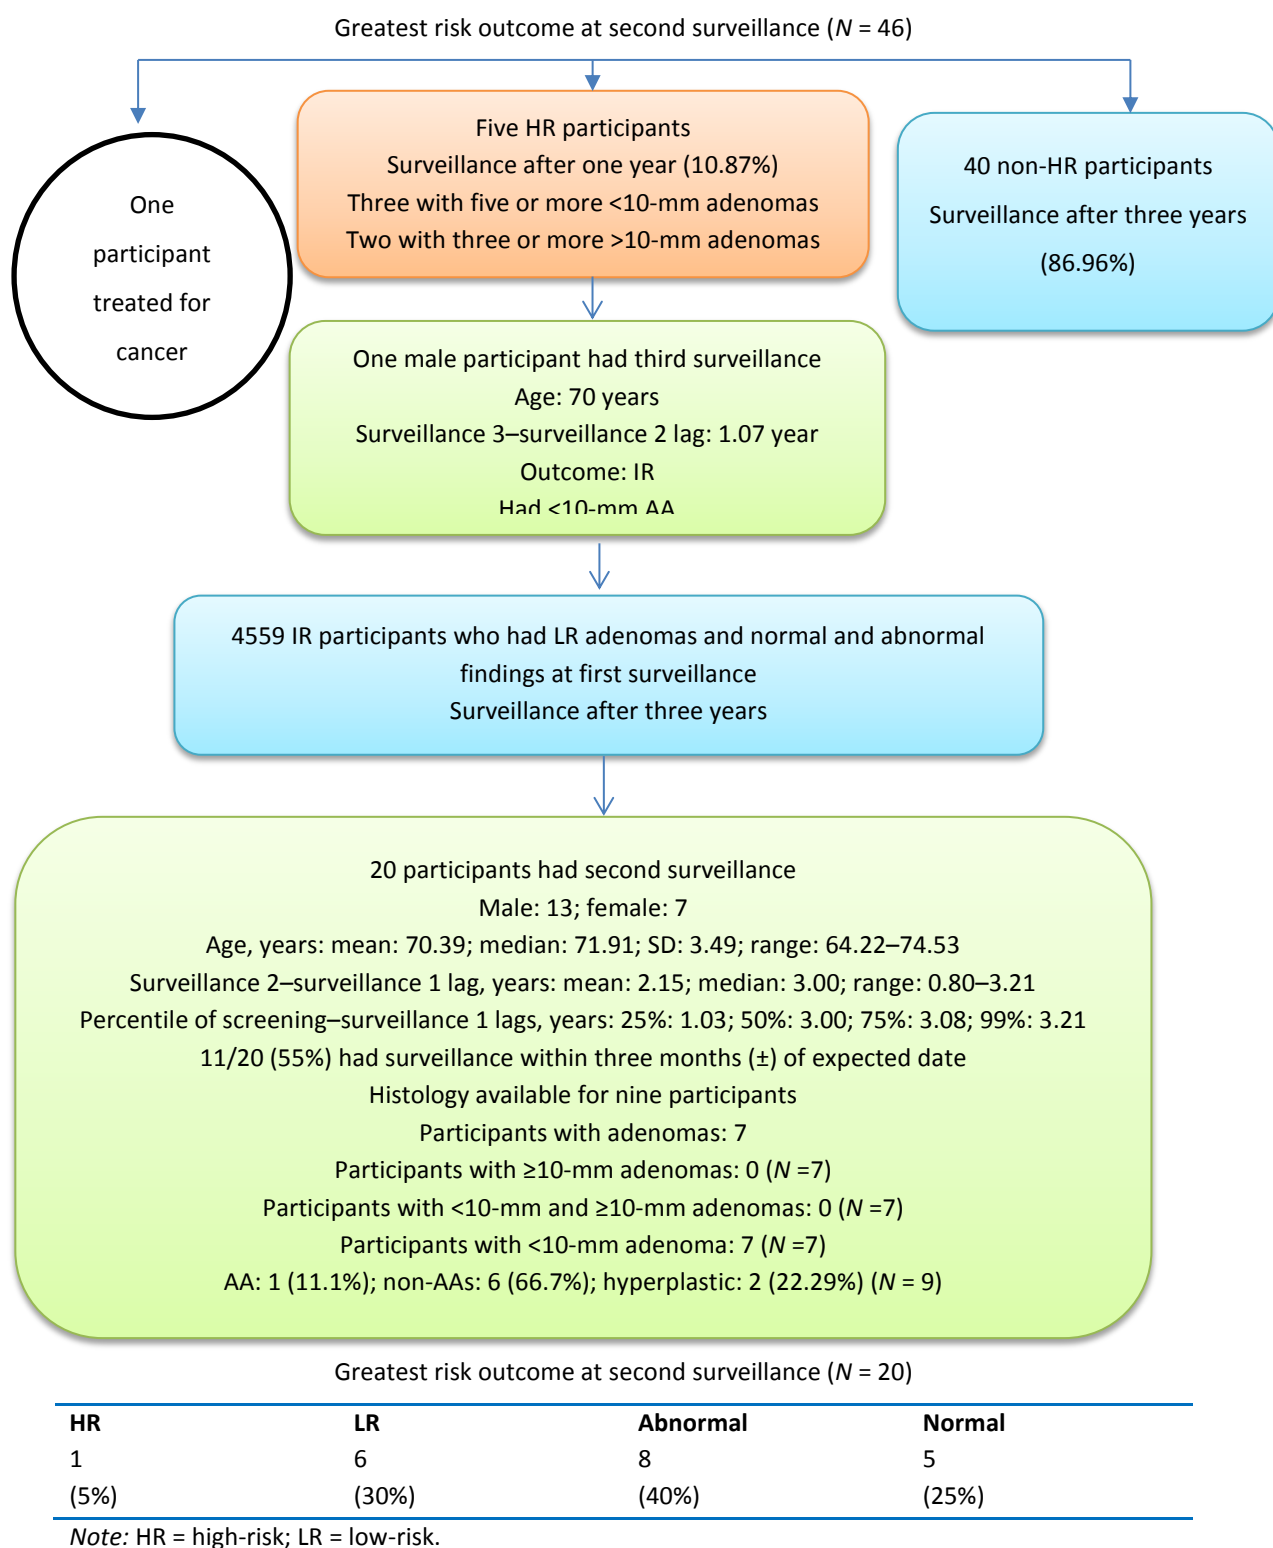 Greatest risk outcome at second surveillance (N = 46)
One
participant
treated for
cancer
Five HR participants
Surveillance after one year (10.87%)
Three with five or more <10-mm adenomas
Two with three or more >10-mm adenomas
40 non-HR participants
Surveillance after three years
(86.96%)
One male participant had third surveillance
Age: 70 years
Surveillance 3–surveillance 2 lag: 1.07 year
Outcome: IR
Had <10-mm AA
4559 IR participants who had LR adenomas and normal and abnormal
findings at first surveillance
Surveillance after three years
20 participants had second surveillance
Male: 13; female: 7
Age, years: mean: 70.39; median: 71.91; SD: 3.49; range: 64.22–74.53
Surveillance 2–surveillance 1 lag, years: mean: 2.15; median: 3.00; range: 0.80–3.21
Percentile of screening–surveillance 1 lags, years: 25%: 1.03; 50%: 3.00; 75%: 3.08; 99%: 3.21
11/20 (55%) had surveillance within three months (±) of expected date
Histology available for nine participants
Participants with adenomas: 7
Participants with ≥10-mm adenomas: 0 (N =7)
Participants with <10-mm and ≥10-mm adenomas: 0 (N =7)
Participants with <10-mm adenoma: 7 (N =7)
AA: 1 (11.1%); non-AAs: 6 (66.7%); hyperplastic: 2 (22.29%) (N = 9)
Greatest risk outcome at second surveillance (N = 20)
HR LR Abnormal Normal
1 6 8 5
(5%) (30%) (40%) (25%)
Note: HR = high-risk; LR = low-risk.